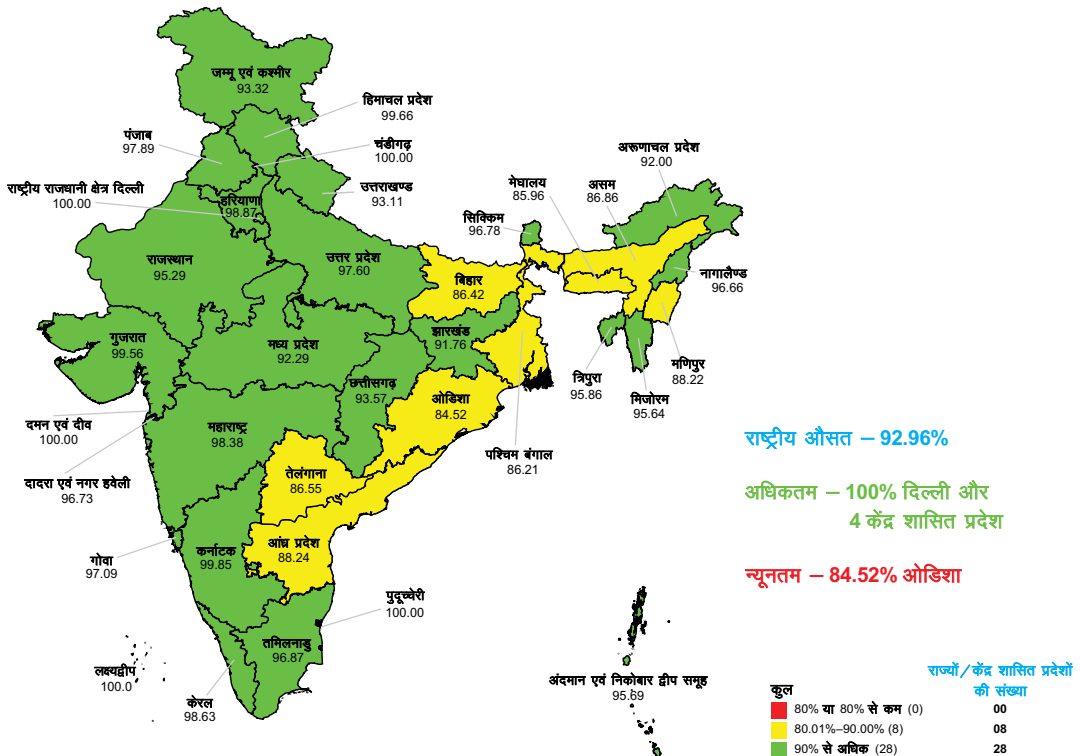 जम्मू एवं कश्मीर
93.32
हिमाचल प्रदेश
99.66
पंजाब
97.89
चंडीगढ़
100.00
राष्ट्रीय राजधानी क्षेत्र दिल्ली
100.00
हरियाणा
98.87
उत्तराखण्ड
93.11
अरूणाचल प्रदेश
92.00
मेघालय
85.96
असम
86.86
सिक्किम
96.78
राजस्थान
95.29
उत्तर प्रदेश
97.60
बिहार
86.42
नागालैण्ड
96.66
गुजरात
99.56
मध्य प्रदेश
92.29
झारखंड
91.76
छत्तीसगढ़
93.57
ओडिशा
84.52
त्रिपुरा
95.86
मिजोरम
95.64
मणिपुर
88.22
दमन एवं दीव
100.00
महाराष्ट्र
98.38
पश्चिम बंगाल
86.21
दादरा एवं नगर हवेली
96.73
तेलंगाना
86.55
गोवा
97.09
कर्नाटक
99.85
आंध्र प्रदेश
88.24
पुदूच्चेरी
100.00
लक्ष्यद्वीप
100.0
केरल
98.63
तमिलनाडु
96.87
अंदमान एवं निकोबार द्वीप समूह
95.69
राष्ट्रीय औसत – 92.96%
अधिकतम – 100% दिल्ली और
4 केंद्र शासित प्रदेश
न्यूनतम – 84.52% ओडिशा
राज्यों/केंद्र शासित प्रदेशों
की संख्या
कुल
80% या 80% से कम (0) 00
80.01%–90.00% (8) 08
90% से अधिक (28) 28